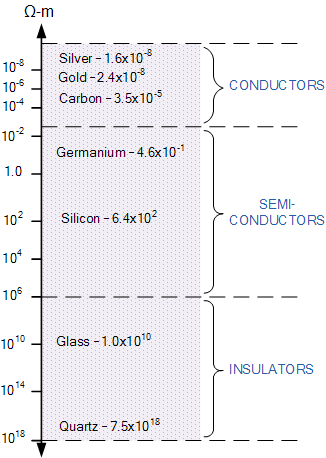 Ω-m
Silver – 1.6x10⁻⁸
10⁻⁸
Gold – 2.4x10⁻⁸
10⁻⁶
CONDUCTORS
Carbon – 3.5x10⁻⁵
10⁻⁴
10⁻²
Germanium – 4.6x10⁻¹
1.0
SEMI-
CONDUCTORS
10²
Silicon – 6.4x10²
10⁴
10⁶
10¹⁰
Glass – 1.0x10¹⁰
INSULATORS
10¹⁴
Quartz – 7.5x10¹⁸
10¹⁸